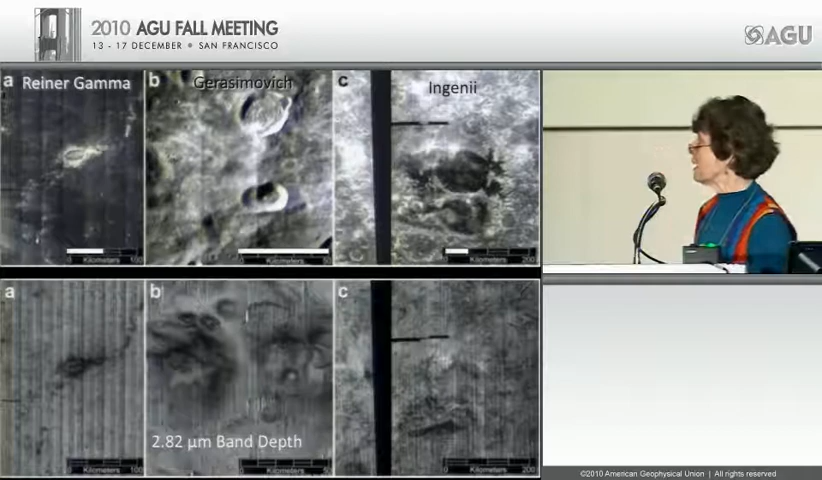 2010 AGU FALL MEETING
13 - 17 DECEMBER • SAN FRANCISCO
AGU
a Reiner Gamma
b Gerasimovich
c Ingenii
Kilometers 100
Kilometers 50
Kilometers 200
a
b
c
2.82 µm Band Depth
Kilometers 100
Kilometers 50
Kilometers 200
©2010 American Geophysical Union | All rights reserved